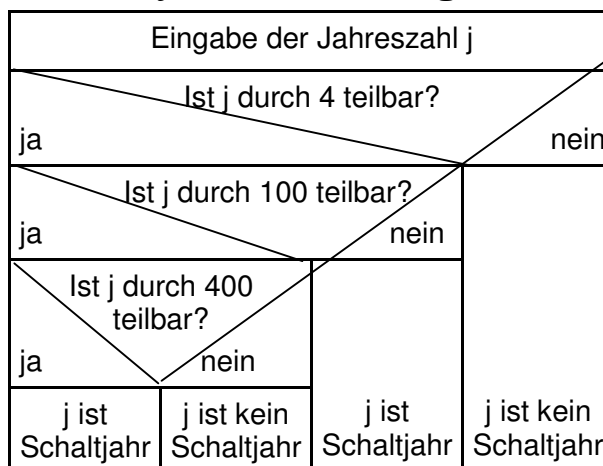 Eingabe der Jahreszahl j
Ist j durch 4 teilbar?
ja
nein
Ist j durch 100 teilbar?
ja
nein
Ist j durch 400
teilbar?
ja
nein
j ist
Schaltjahr
j ist kein
Schaltjahr
j ist
Schaltjahr
j ist kein
Schaltjahr